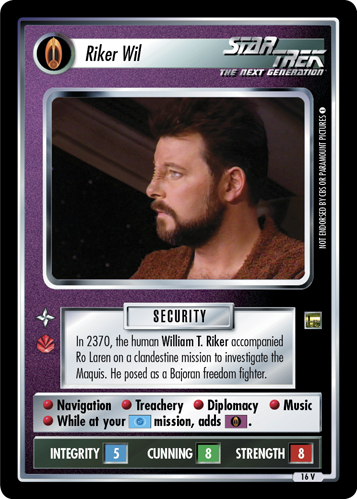 Riker Wil
STAR TREK
THE NEXT GENERATION
NOT ENDORSED BY CBS OR PARAMOUNT PICTURES
SECURITY
In 2370, the human William T. Riker accompanied
Ro Laren on a clandestine mission to investigate the
Maquis. He posed as a Bajoran freedom fighter.
Navigation Treachery Diplomacy Music
While at your mission, adds .
INTEGRITY 5 CUNNING 8 STRENGTH 8
16 V